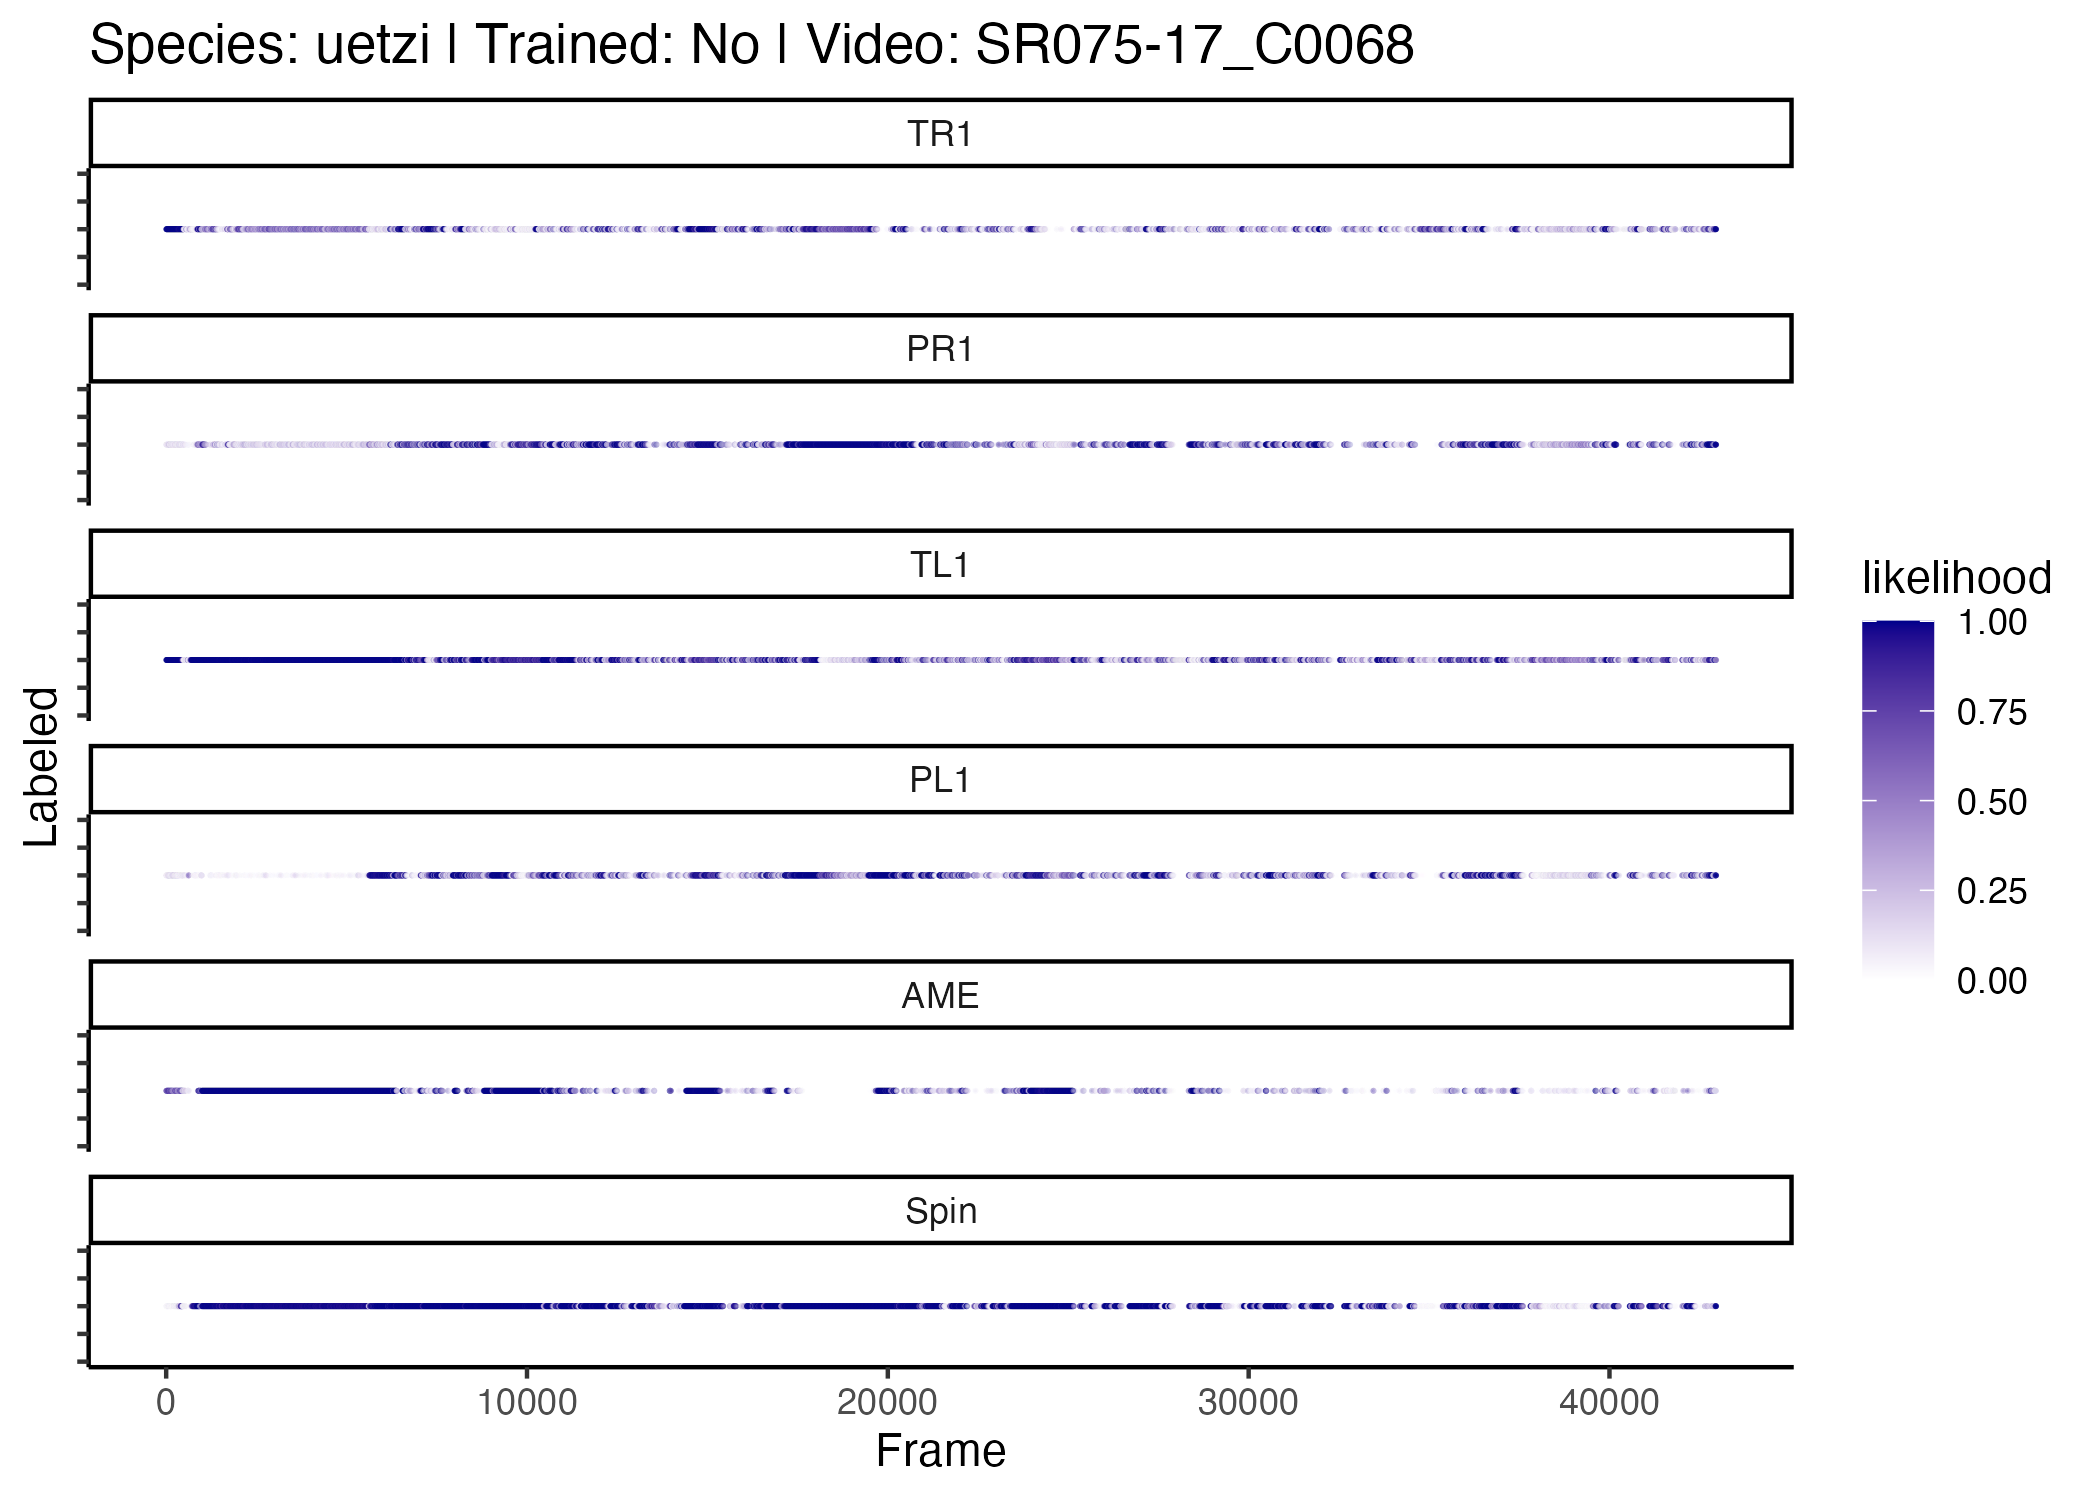 Species: uetzi | Trained: No | Video: SR075-17_C0068
TR1
PR1
TL1
PL1
AME
Spin
Labeled
0 10000 20000 30000 40000
Frame
likelihood
1.00
0.75
0.50
0.25
0.00